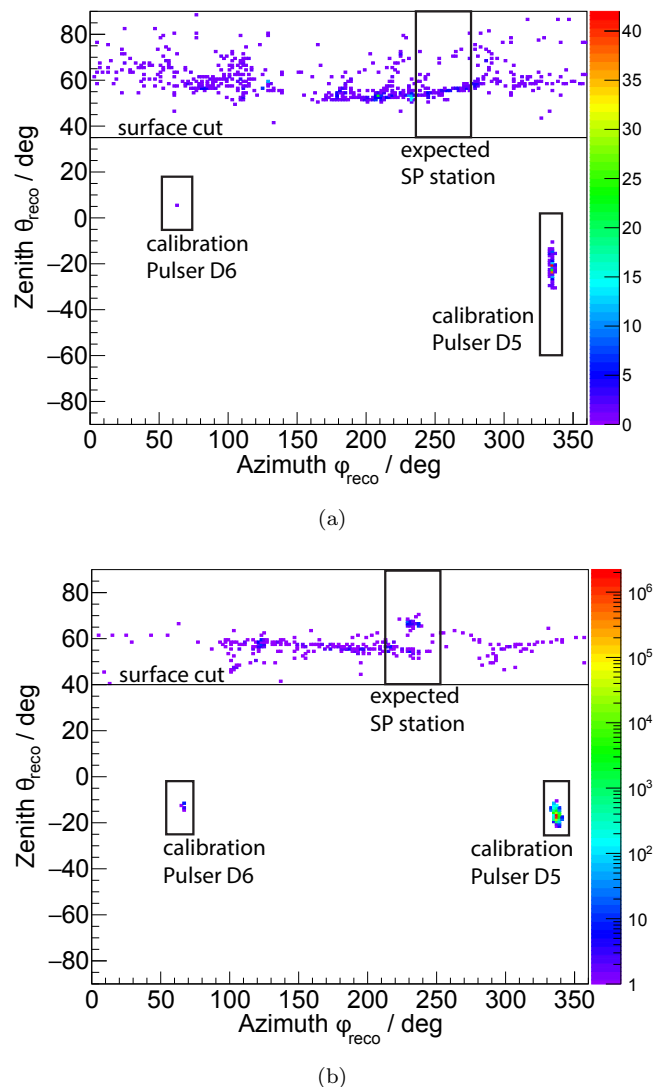 80
60
40
20
0
−20
−40
−60
−80
Zenith θreco / deg
surface cut
expected
SP station
calibration
Pulser D6
calibration
Pulser D5
0 50 100 150 200 250 300 350
Azimuth φreco / deg
40
35
30
25
20
15
10
5
0
(a)
80
60
40
20
0
−20
−40
−60
−80
Zenith θreco / deg
surface cut
expected
SP station
calibration
Pulser D6
calibration
Pulser D5
0 50 100 150 200 250 300 350
Azimuth φreco / deg
10⁶
10⁵
10⁴
10³
10²
10
1
(b)